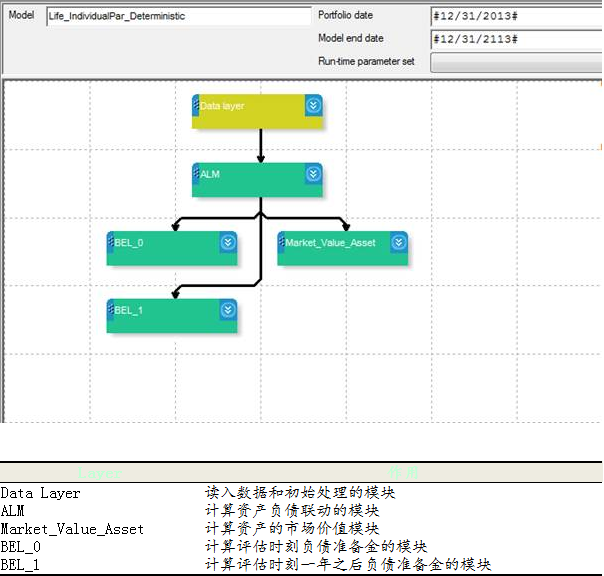 Model Life_IndividualPar_Deterministic Portfolio date #12/31/2013#
Model end date #12/31/2113#
Run-time parameter set
Data layer
ALM
BEL_0 Market_Value_Asset
BEL_1
Data Layer 读入数据和初始处理的模块
ALM 计算资产负债联动的模块
Market_Value_Asset 计算资产的市场价值模块
BEL_0 计算评估时刻负债准备金的模块
BEL_1 计算评估时刻一年之后负债准备金的模块